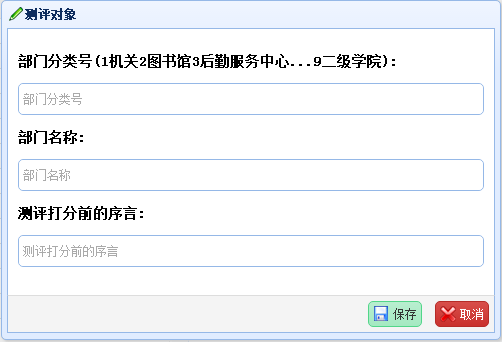 测评对象
部门分类号(1机关2图书馆3后勤服务中心...9二级学院):
部门分类号
部门名称:
部门名称
测评打分前的序言:
测评打分前的序言
保存 取消